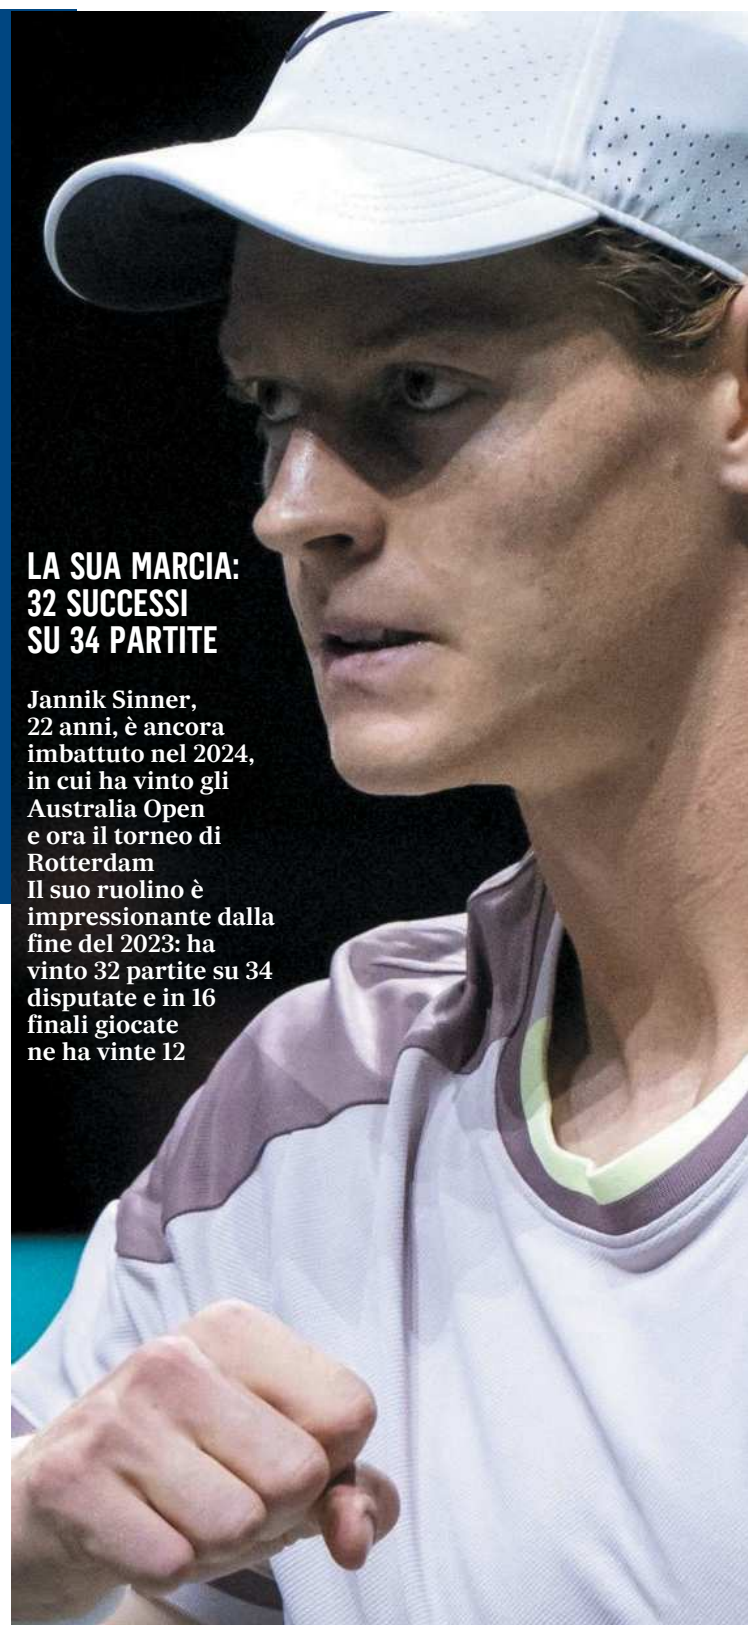 LA SUA MARCIA:
32 SUCCESSI
SU 34 PARTITE
Jannik Sinner,
22 anni, è ancora
imbattuto nel 2024,
in cui ha vinto gli
Australia Open
e ora il torneo di
Rotterdam
Il suo ruolino è
impressionante dalla
fine del 2023: ha
vinto 32 partite su 34
disputate e in 16
finali giocate
ne ha vinte 12